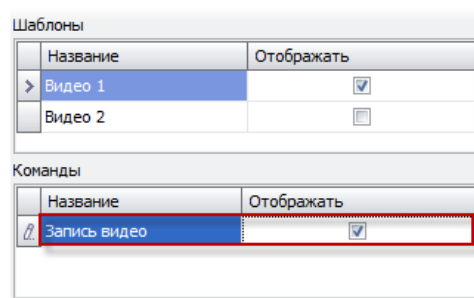 Шаблоны
Название Отображать
Видео 1
Видео 2
Команды
Название Отображать
Запись видео